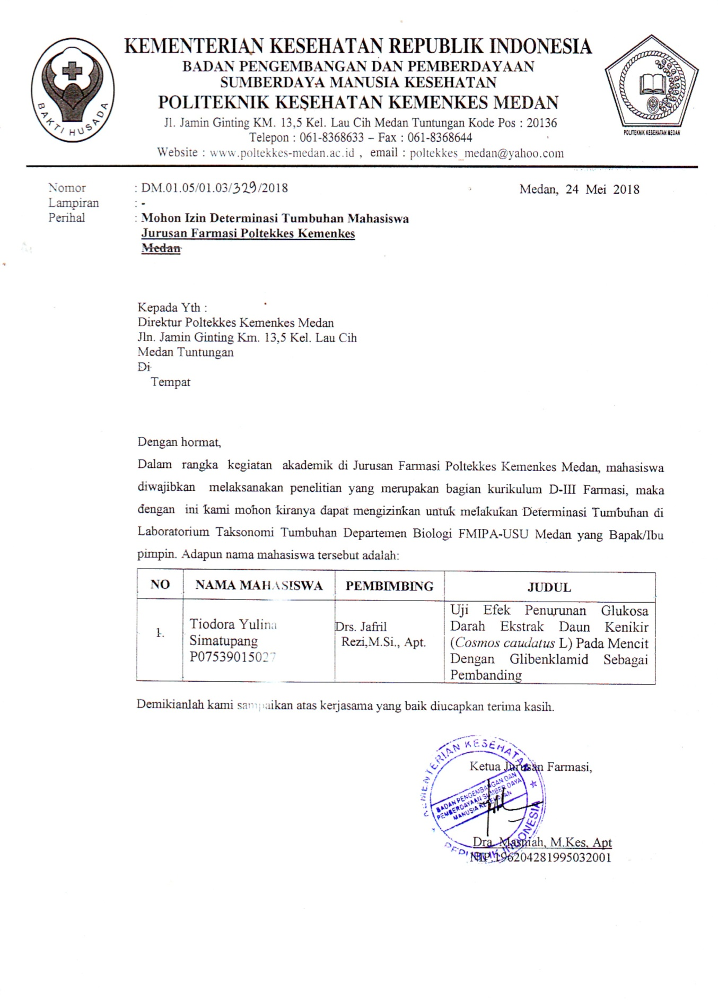 KEMENTERIAN KESEHATAN REPUBLIK INDONESIA
BADAN PENGEMBANGAN DAN PEMBERDAYAAN
SUMBERDAYA MANUSIA KESEHATAN
POLITEKNIK KESEHATAN KEMENKES MEDAN
Jl. Jamin Ginting KM. 13,5 Kel. Lau Cih Medan Tuntungan Kode Pos : 20136
Telepon : 061-8368633 – Fax : 061-8368644
Website : www.poltekkes-medan.ac.id , email : poltekkes_medan@yahoo.com
BAKTI HUSADA
POLITEKNIK KESEHATAN MEDAN
Nomor : DM.01.05/01.03/329/2018 Medan, 24 Mei 2018
Lampiran : -
Perihal : Mohon Izin Determinasi Tumbuhan Mahasiswa
Jurusan Farmasi Poltekkes Kemenkes
Medan
Kepada Yth :
Direktur Poltekkes Kemenkes Medan
Jln. Jamin Ginting Km. 13,5 Kel. Lau Cih
Medan Tuntungan
Di
Tempat
Dengan hormat,
Dalam rangka kegiatan akademik di Jurusan Farmasi Poltekkes Kemenkes Medan, mahasiswa
diwajibkan melaksanakan penelitian yang merupakan bagian kurikulum D-III Farmasi, maka
dengan ini kami mohon kiranya dapat mengizinkan untuk melakukan Determinasi Tumbuhan di
Laboratorium Taksonomi Tumbuhan Departemen Biologi FMIPA-USU Medan yang Bapak/Ibu
pimpin. Adapun nama mahasiswa tersebut adalah:
NO NAMA MAHASISWA PEMBIMBING JUDUL
1.
Tiodora Yulina
Simatupang
P07539015027
Drs. Jafril
Rezi,M.Si., Apt.
Uji Efek Penurunan Glukosa
Darah Ekstrak Daun Kenikir
(Cosmos caudatus L) Pada Mencit
Dengan Glibenklamid Sebagai
Pembanding
Demikianlah kami sampaikan atas kerjasama yang baik diucapkan terima kasih.
Ketua Jurusan Farmasi,
KEMENTERIAN KESEHATAN
BADAN PENGEMBANGAN DAN
PEMBERDAYAAN SUMBER DAYA
MANUSIA KESEHATAN
REPUBLIK INDONESIA
Dra. Masniah, M.Kes, Apt
NIP.196204281995032001